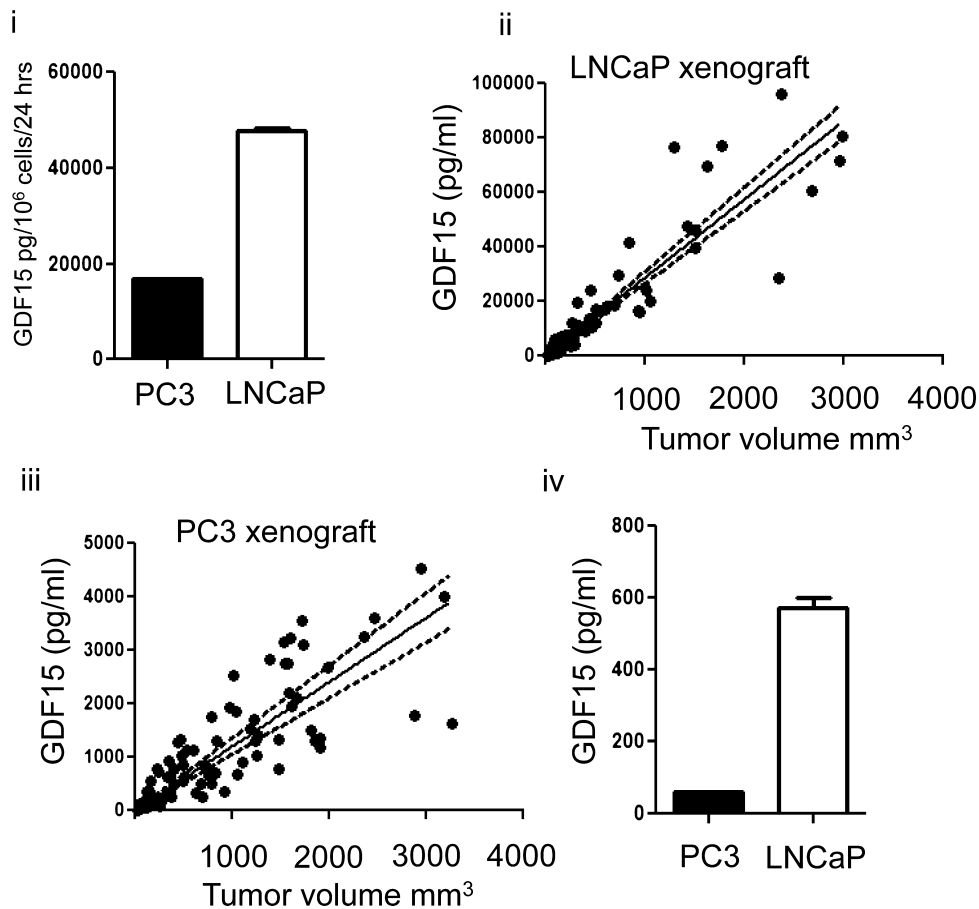 i
GDF15 pg/10⁶ cells/24 hrs
60000
40000
20000
0
PC3
LNCaP
ii
LNCaP xenograft
GDF15 (pg/ml)
100000
80000
60000
40000
20000
0
1000 2000 3000 4000
Tumor volume mm³
iii
PC3 xenograft
GDF15 (pg/ml)
5000
4000
3000
2000
1000
0
1000 2000 3000 4000
Tumor volume mm³
iv
GDF15 (pg/ml)
800
600
400
200
0
PC3
LNCaP